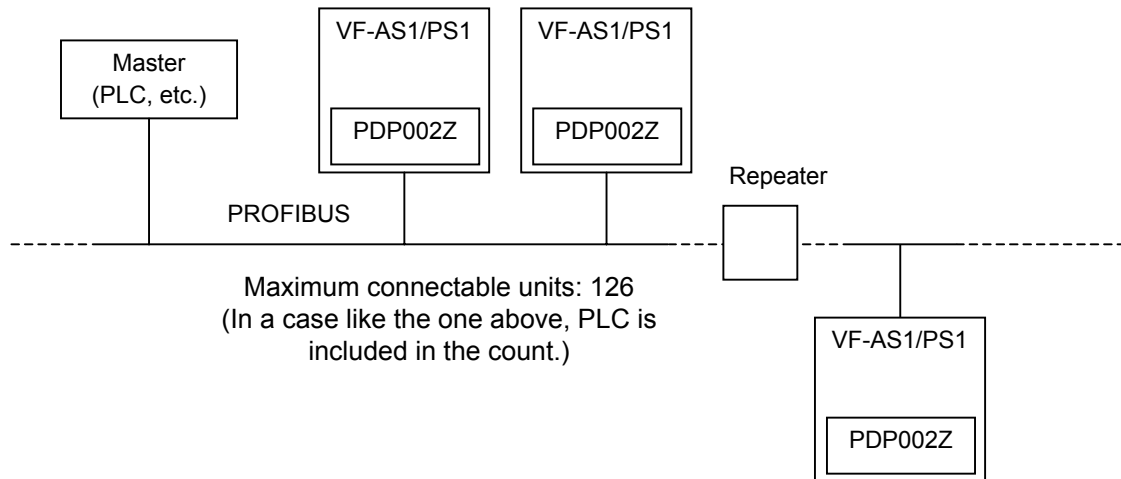 VF-AS1/PS1
VF-AS1/PS1
Master
(PLC, etc.)
PDP002Z
PDP002Z
Repeater
PROFIBUS
Maximum connectable units: 126
(In a case like the one above, PLC is
included in the count.)
VF-AS1/PS1
PDP002Z